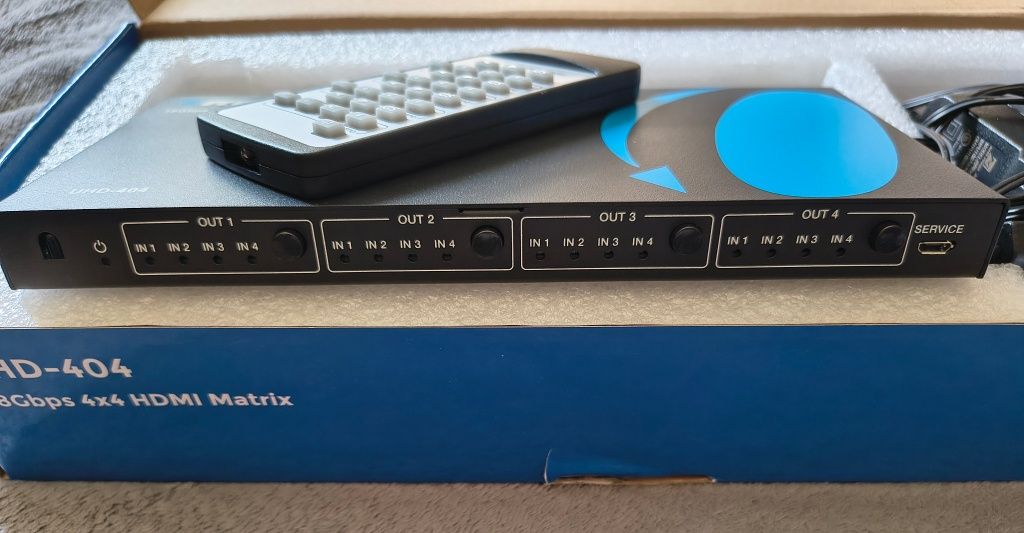 UHD-404
OUT 1
IN 1 IN 2 IN 3 IN 4
OUT 2
IN 1 IN 2 IN 3 IN 4
OUT 3
IN 1 IN 2 IN 3 IN 4
OUT 4
IN 1 IN 2 IN 3 IN 4
SERVICE
HD-404
8Gbps 4x4 HDMI Matrix